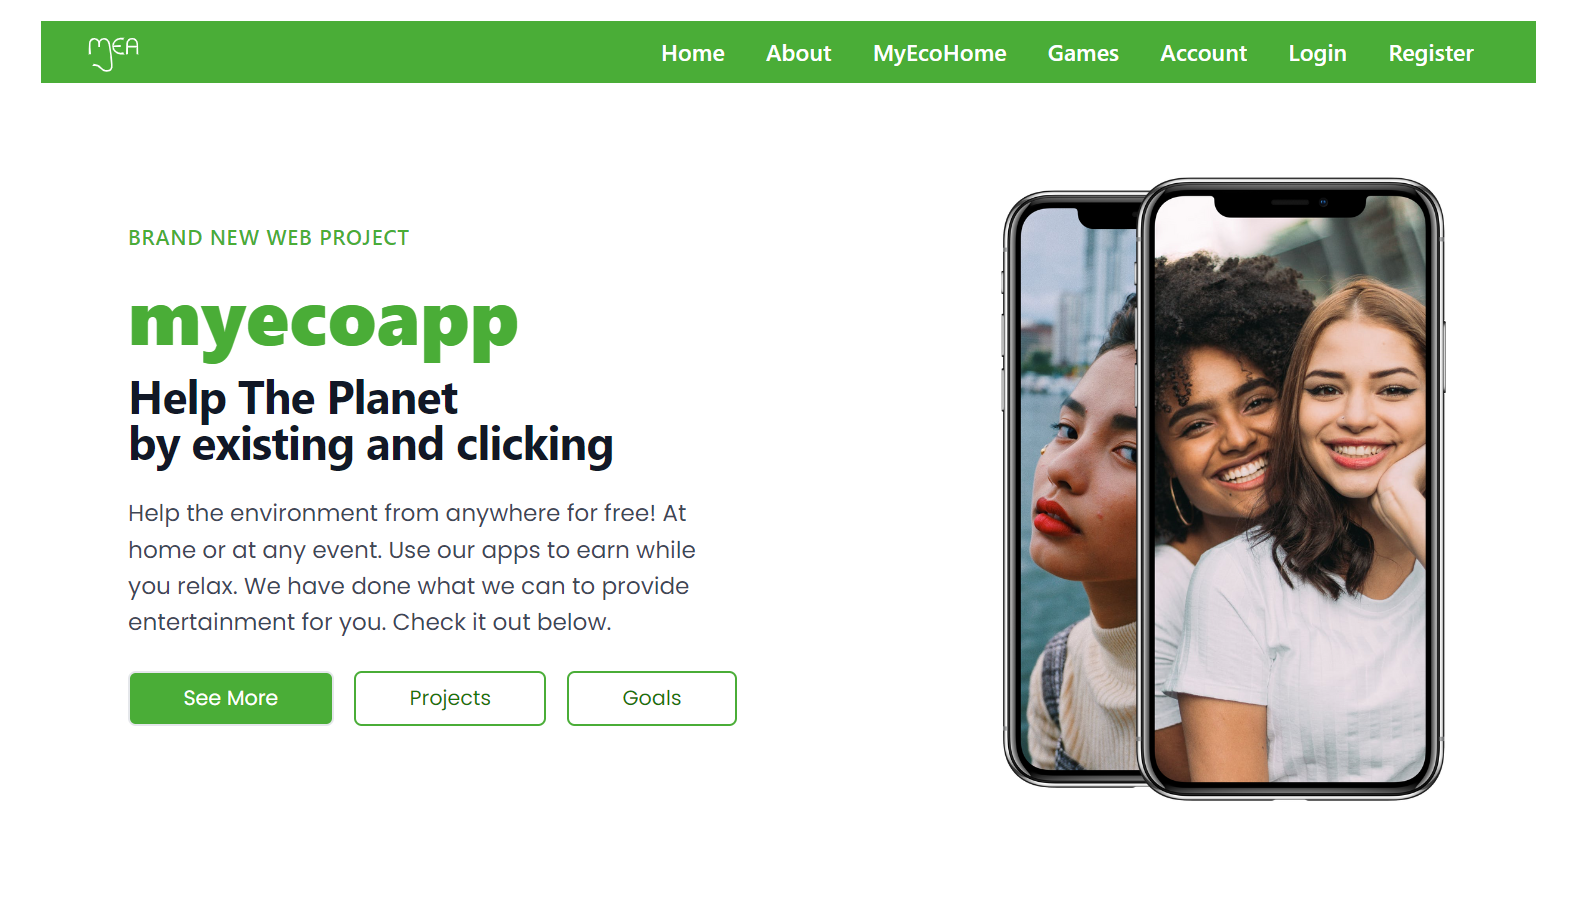 MEA
Home About MyEcoHome Games Account Login Register
BRAND NEW WEB PROJECT
myecoapp
Help The Planet
by existing and clicking
Help the environment from anywhere for free! At
home or at any event. Use our apps to earn while
you relax. We have done what we can to provide
entertainment for you. Check it out below.
See More Projects Goals